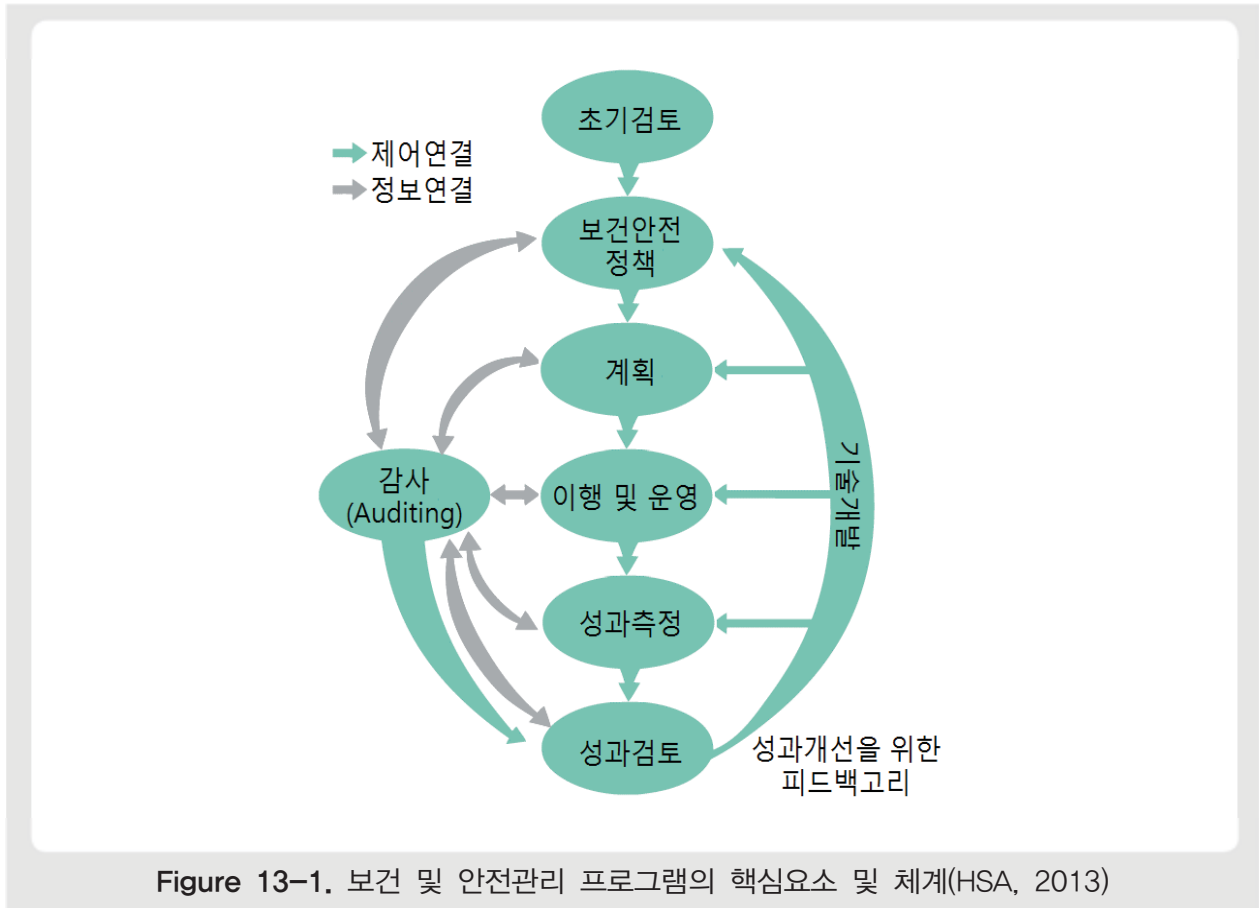 초기검토
제어연결
정보연결
보건안전
정책
계획
감사
(Auditing)
이행 및 운영
기술개발
성과측정
성과검토
성과개선을 위한
피드백고리
Figure 13-1. 보건 및 안전관리 프로그램의 핵심요소 및 체계(HSA, 2013)